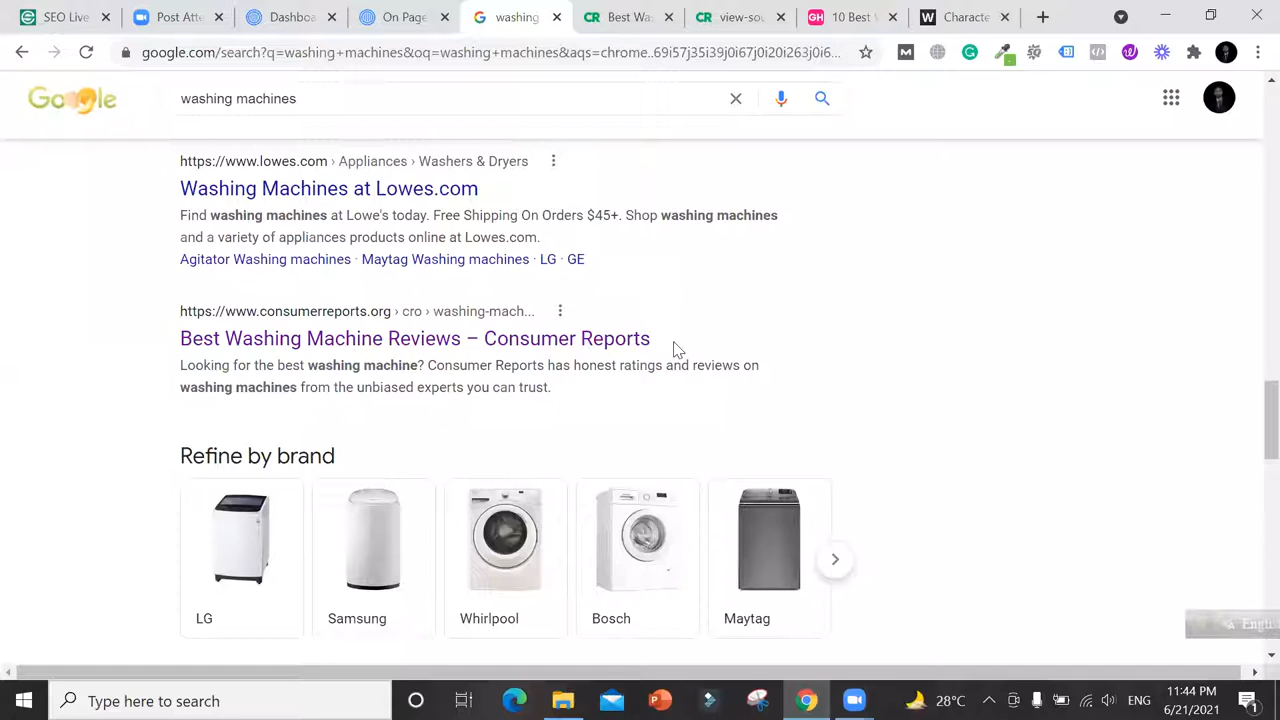 SEO Live
Post Atte
Dashboa
On Page
washing
Best Was
view-sou
10 Best W
Characte
google.com/search?q=washing+machines&oq=washing+machines&aqs=chrome..69i57j35i39j0i67j0i20i263j0i6...
Google
washing machines
https://www.lowes.com › Appliances › Washers & Dryers
Washing Machines at Lowes.com
Find washing machines at Lowe's today. Free Shipping On Orders $45+. Shop washing machines
and a variety of appliances products online at Lowes.com.
Agitator Washing machines · Maytag Washing machines · LG · GE
https://www.consumerreports.org › cro › washing-mach...
Best Washing Machine Reviews – Consumer Reports
Looking for the best washing machine? Consumer Reports has honest ratings and reviews on
washing machines from the unbiased experts you can trust.
Refine by brand
LG
Samsung
Whirlpool
Bosch
Maytag
Engli
Type here to search
28°C
ENG
11:44 PM
6/21/2021